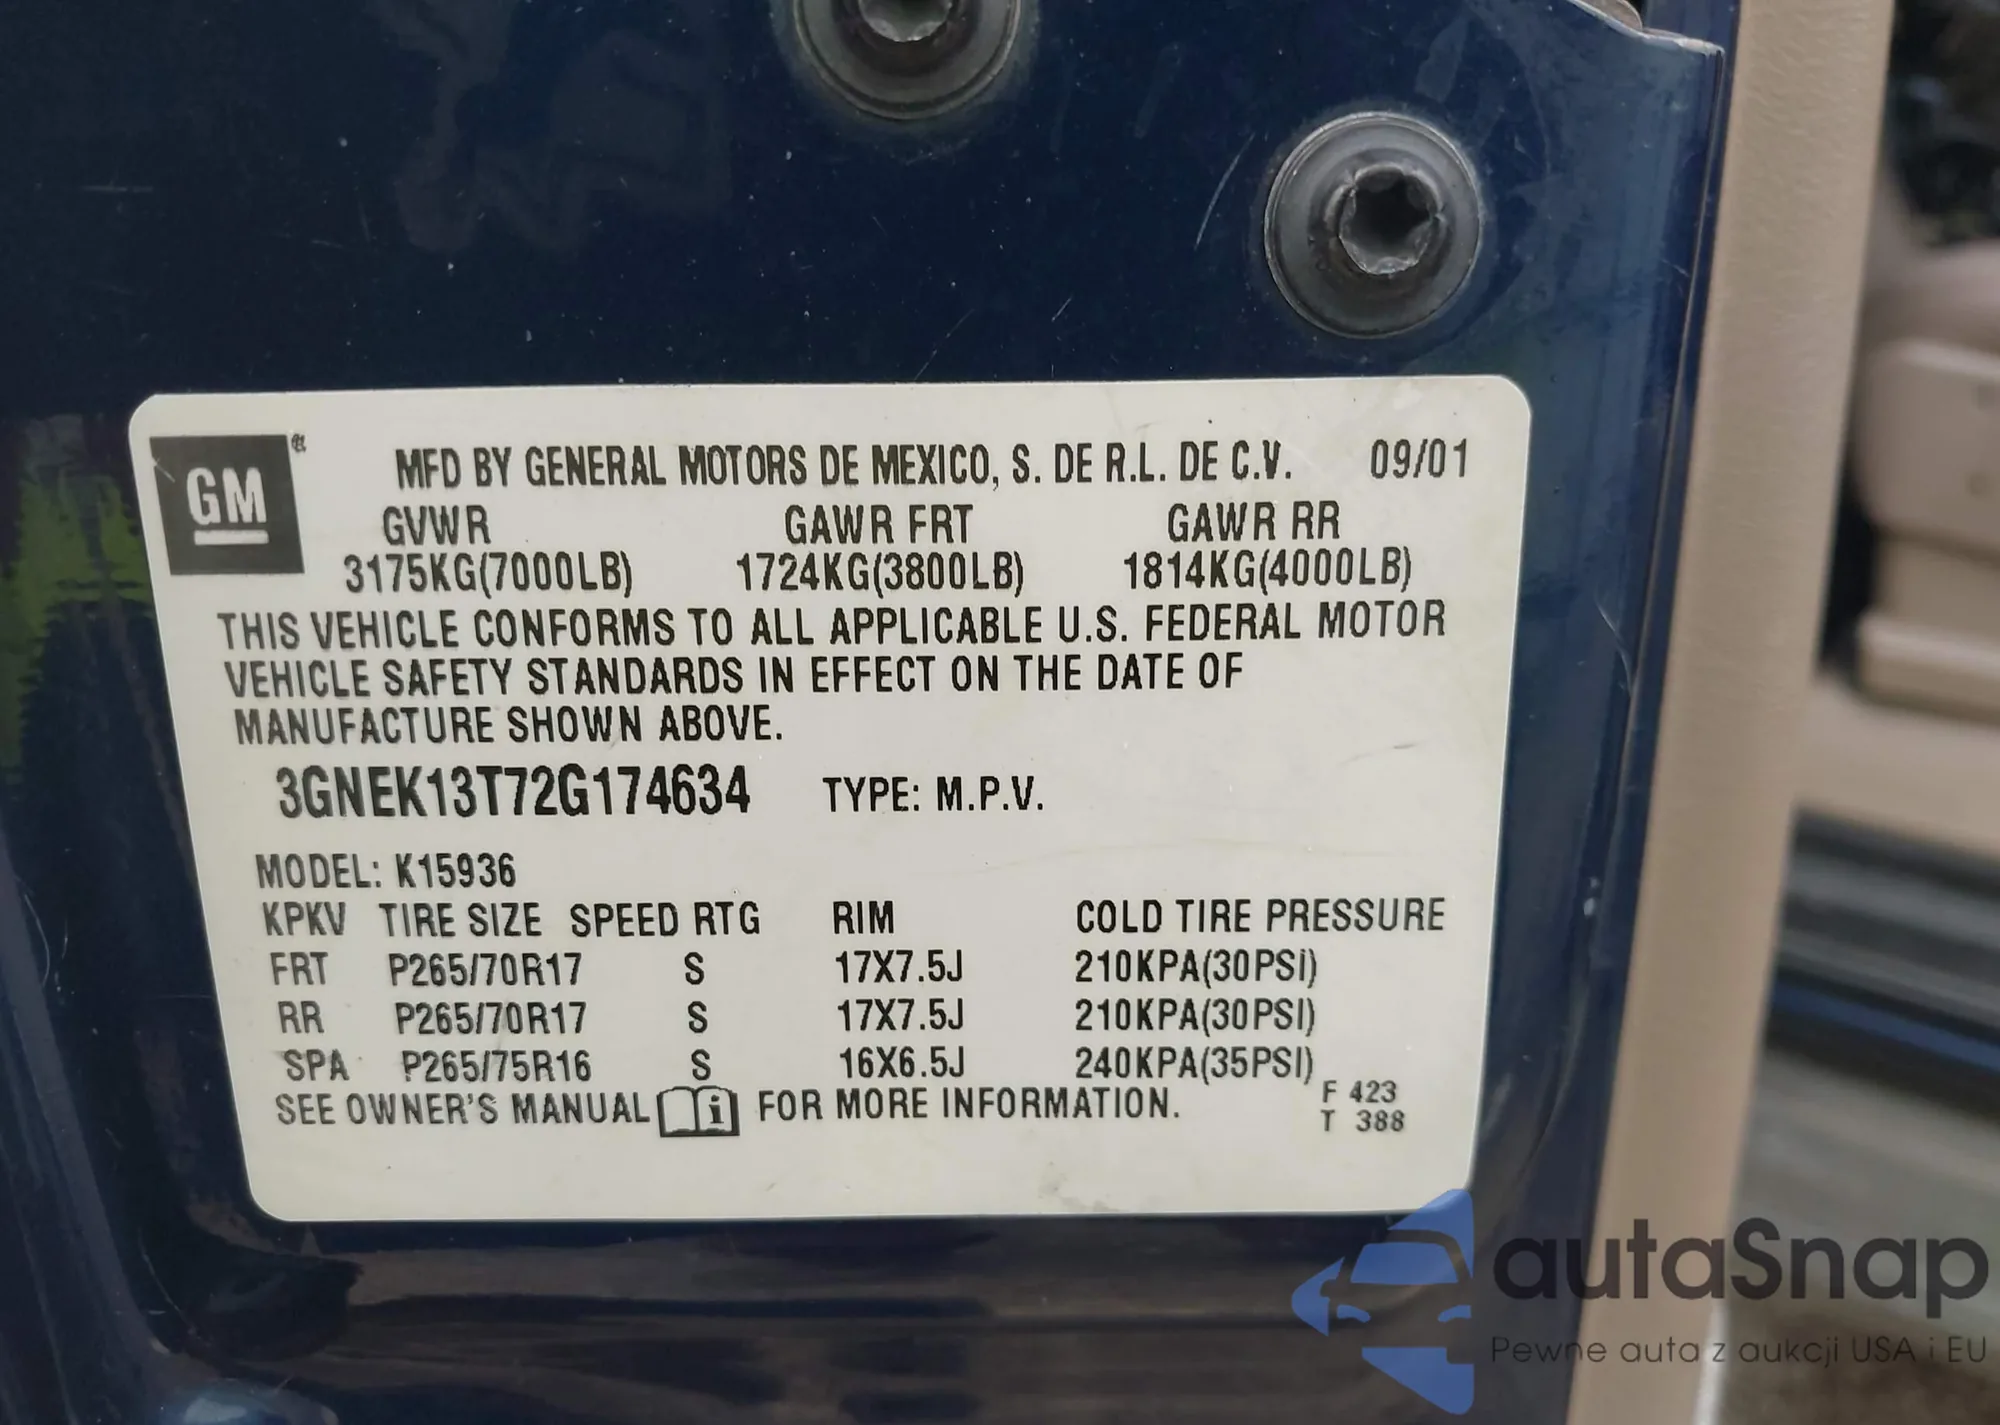 GM
MFD BY GENERAL MOTORS DE MEXICO, S. DE R.L. DE C.V. 09/01
GVWR GAWR FRT GAWR RR
3175KG(7000LB) 1724KG(3800LB) 1814KG(4000LB)
THIS VEHICLE CONFORMS TO ALL APPLICABLE U.S. FEDERAL MOTOR
VEHICLE SAFETY STANDARDS IN EFFECT ON THE DATE OF
MANUFACTURE SHOWN ABOVE.
3GNEK13T72G174634 TYPE: M.P.V.
MODEL: K15936
KPKV TIRE SIZE SPEED RTG RIM COLD TIRE PRESSURE
FRT P265/70R17 S 17X7.5J 210KPA(30PSI)
RR P265/70R17 S 17X7.5J 210KPA(30PSI)
SPA P265/75R16 S 16X6.5J 240KPA(35PSI)
SEE OWNER'S MANUAL i FOR MORE INFORMATION.
F 423
T 388
autaSnap
Pewne auta z aukcji USA i EU